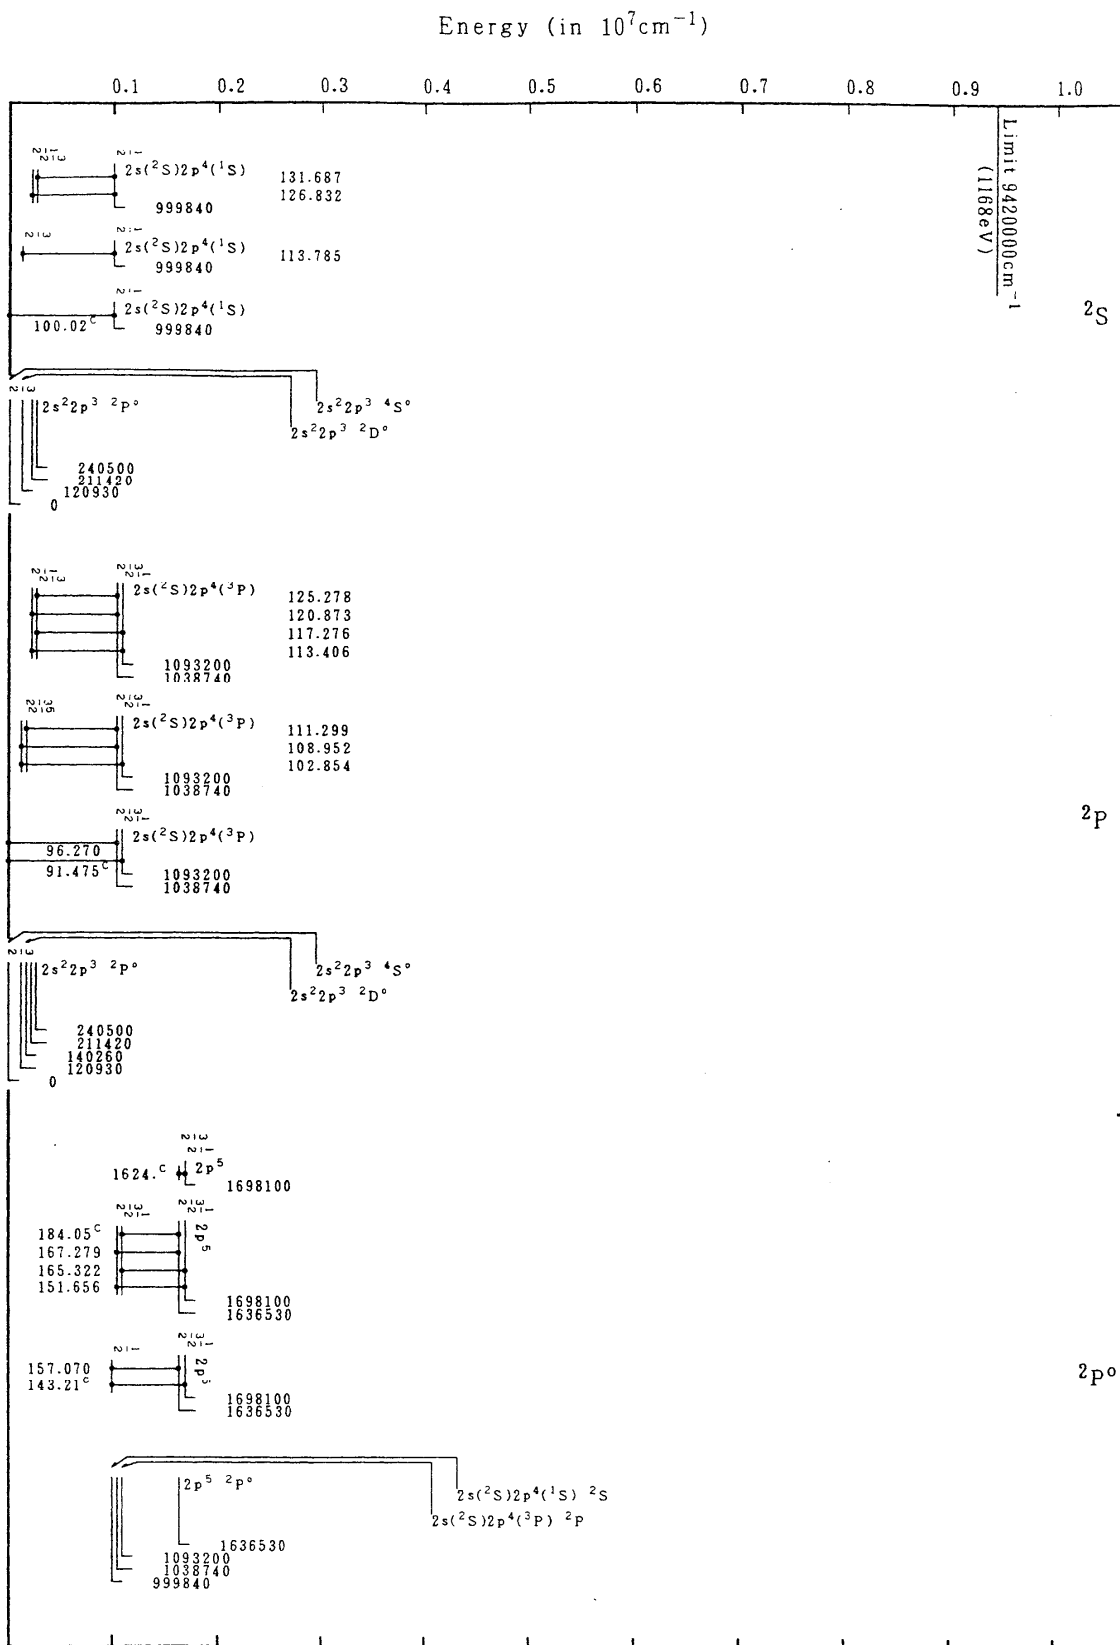 Energy (in 10⁷cm⁻¹)
0.1 0.2 0.3 0.4 0.5 0.6 0.7 0.8 0.9 1.0
Limit 9420000cm⁻¹
(1168eV)
2s(²S)2p⁴(¹S) 131.687
126.832
999840
2s(²S)2p⁴(¹S) 113.785
999840
2s(²S)2p⁴(¹S)
100.02ᶜ 999840
²S
2s²2p³ ²P° 2s²2p³ ⁴S°
2s²2p³ ²D°
240500
211420
120930
0
2s(²S)2p⁴(³P) 125.278
120.873
117.276
113.406
1093200
1038740
2s(²S)2p⁴(³P) 111.299
108.952
102.854
1093200
1038740
²P
2s(²S)2p⁴(³P)
96.270
91.475ᶜ 1093200
1038740
2s²2p³ ²P° 2s²2p³ ⁴S°
2s²2p³ ²D°
240500
211420
140260
120930
0
1624.ᶜ 2p⁵
1698100
184.05ᶜ 2p⁵
167.279
165.322
151.656
1698100
1636530
157.070 2p⁵
143.21ᶜ
²P°
1698100
1636530
2p⁵ ²P° 2s(²S)2p⁴(¹S) ²S
2s(²S)2p⁴(³P) ²P
1636530
1093200
1038740
999840